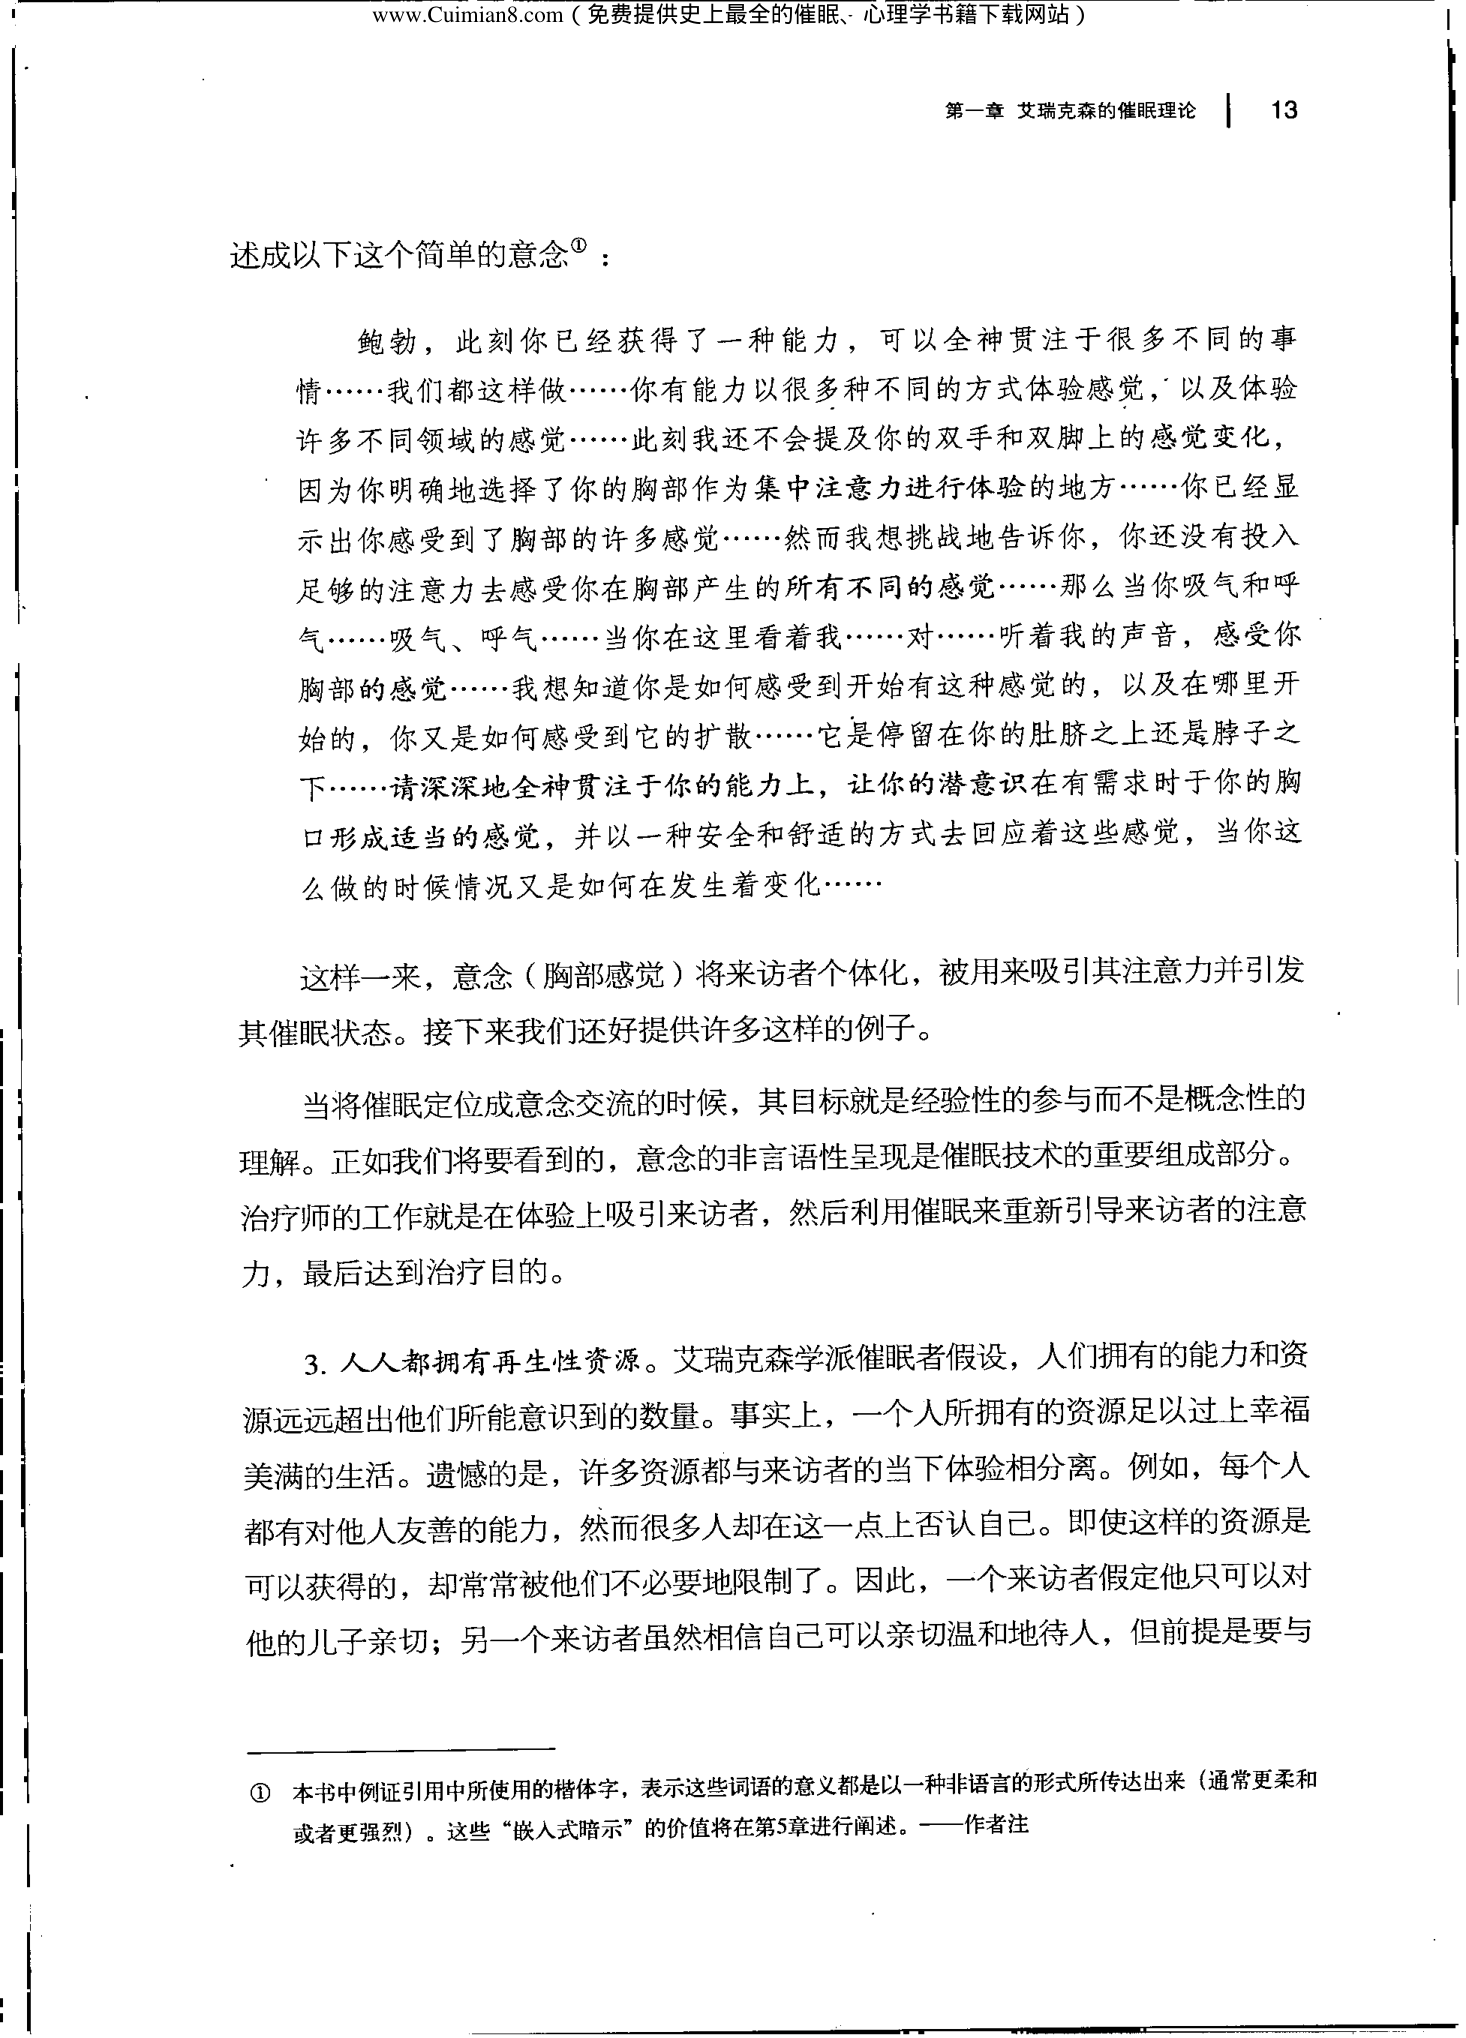 www.Cuimian8.com（免费提供史上最全的催眠、心理学书籍下载网站）
第一章 艾瑞克森的催眠理论 | 13
述成以下这个简单的意念①：
鲍勃，此刻你已经获得了一种能力，可以全神贯注于很多不同的事
情……我们都这样做……你有能力以很多种不同的方式体验感觉，以及体验
许多不同领域的感觉……此刻我还不会提及你的双手和双脚上的感觉变化，
因为你明确地选择了你的胸部作为集中注意力进行体验的地方……你已经显
示出你感受到了胸部的许多感觉……然而我想挑战地告诉你，你还没有投入
足够的注意力去感受你在胸部产生的所有不同的感觉……那么当你吸气和呼
气……吸气、呼气……当你在这里看着我……对……听着我的声音，感受你
胸部的感觉……我想知道你是如何感受到开始有这种感觉的，以及在哪里开
始的，你又是如何感受到它的扩散……它是停留在你的肚脐之上还是脖子之
下……请深深地全神贯注于你的能力上，让你的潜意识在有需求时于你的胸
口形成适当的感觉，并以一种安全和舒适的方式去回应着这些感觉，当你这
么做的时候情况又是如何在发生着变化……
这样一来，意念（胸部感觉）将来访者个体化，被用来吸引其注意力并引发
其催眠状态。接下来我们还好提供许多这样的例子。
当将催眠定位成意念交流的时候，其目标就是经验性的参与而不是概念性的
理解。正如我们将要看到的，意念的非言语性呈现是催眠技术的重要组成部分。
治疗师的工作就是在体验上吸引来访者，然后利用催眠来重新引导来访者的注意
力，最后达到治疗目的。
3. 人人都拥有再生性资源。艾瑞克森学派催眠者假设，人们拥有的能力和资
源远远超出他们所能意识到的数量。事实上，一个人所拥有的资源足以过上幸福
美满的生活。遗憾的是，许多资源都与来访者的当下体验相分离。例如，每个人
都有对他人友善的能力，然而很多人却在这一点上否认自己。即使这样的资源是
可以获得的，却常常被他们不必要地限制了。因此，一个来访者假定他只可以对
他的儿子亲切；另一个来访者虽然相信自己可以亲切温和地待人，但前提是要与
① 本书中例证引用中所使用的楷体字，表示这些词语的意义都是以一种非语言的形式所传达出来（通常更柔和
或者更强烈）。这些“嵌入式暗示”的价值将在第5章进行阐述。——作者注